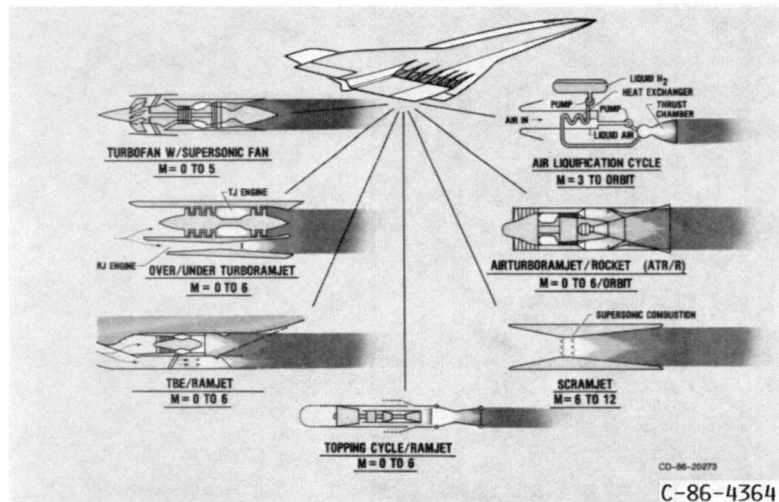 LIQUID H2
HEAT EXCHANGER
PUMP
PUMP
THRUST
CHAMBER
AIR IN
LIQUID AIR
AIR LIQUIFICATION CYCLE
M = 3 TO ORBIT
TURBOFAN W/SUPERSONIC FAN
M = 0 TO 5
TJ ENGINE
RJ ENGINE
OVER/UNDER TURBORAMJET
M = 0 TO 6
AIRTURBORAMJET/ROCKET (ATR/R)
M = 0 TO 6/ORBIT
TBE/RAMJET
M = 0 TO 6
SUPERSONIC COMBUSTION
SCRAMJET
M = 6 TO 12
TOPPING CYCLE/RAMJET
M = 0 TO 6
CD-86-20273
C-86-4364